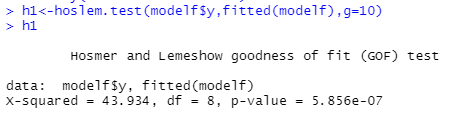 > h1<-hoslem.test(modelf$y,fitted(modelf),g=10)
> h1
Hosmer and Lemeshow goodness of fit (GOF) test
data:  modelf$y, fitted(modelf)
X-squared = 43.934, df = 8, p-value = 5.856e-07